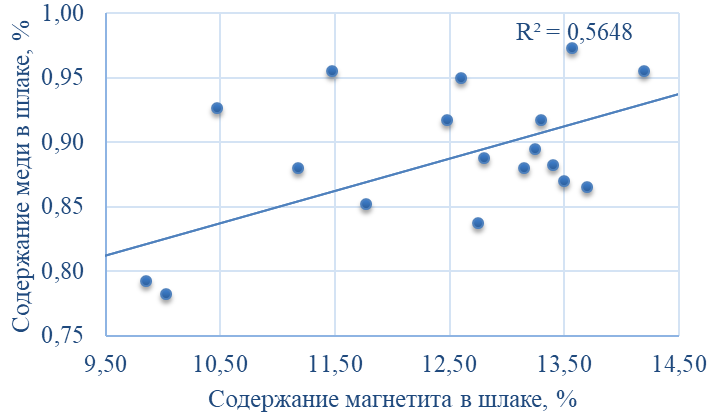 1,00
R² = 0,5648
0,95
0,90
0,85
0,80
0,75
9,50 10,50 11,50 12,50 13,50 14,50
Содержание меди в шлаке, %
Содержание магнетита в шлаке, %